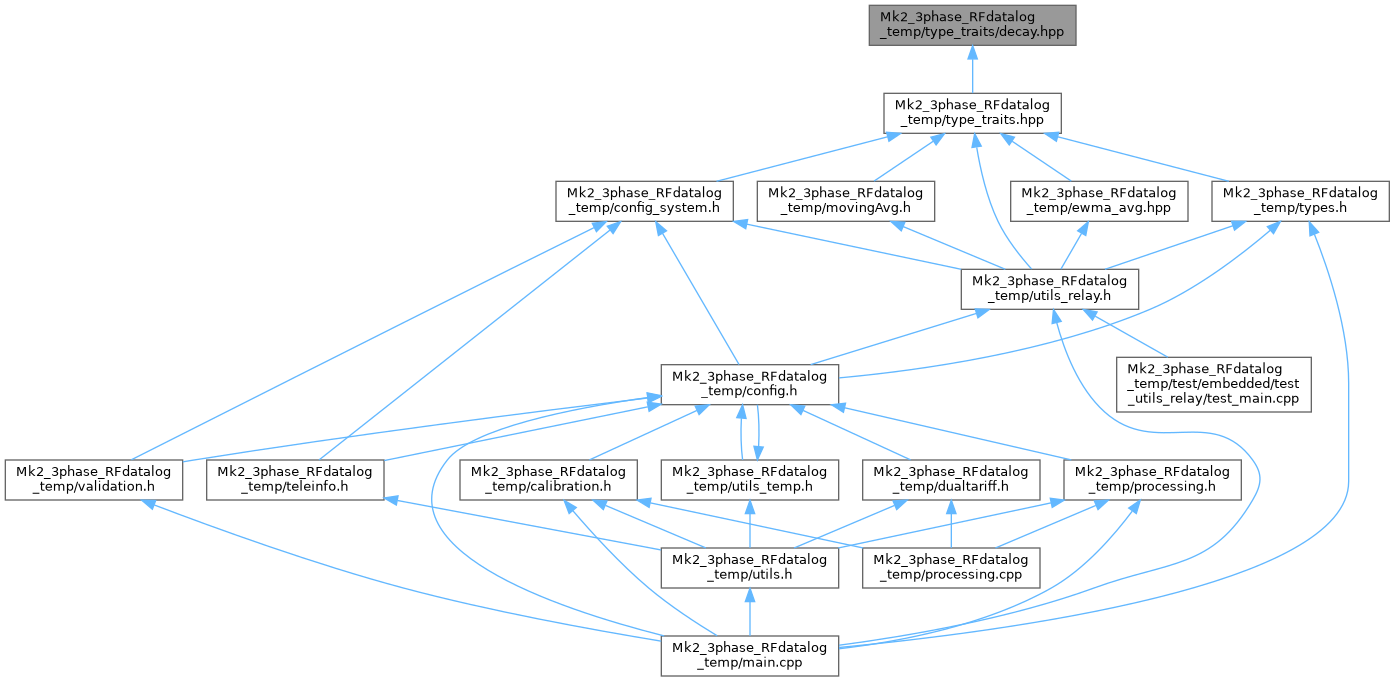 Mk2_3phase_RFdatalog
_temp/type_traits/decay.hpp
Mk2_3phase_RFdatalog
_temp/type_traits.hpp
Mk2_3phase_RFdatalog
_temp/config_system.h
Mk2_3phase_RFdatalog
_temp/movingAvg.h
Mk2_3phase_RFdatalog
_temp/ewma_avg.hpp
Mk2_3phase_RFdatalog
_temp/types.h
Mk2_3phase_RFdatalog
_temp/utils_relay.h
Mk2_3phase_RFdatalog
_temp/config.h
Mk2_3phase_RFdatalog
_temp/test/embedded/test
_utils_relay/test_main.cpp
Mk2_3phase_RFdatalog
_temp/validation.h
Mk2_3phase_RFdatalog
_temp/teleinfo.h
Mk2_3phase_RFdatalog
_temp/calibration.h
Mk2_3phase_RFdatalog
_temp/utils_temp.h
Mk2_3phase_RFdatalog
_temp/dualtariff.h
Mk2_3phase_RFdatalog
_temp/processing.h
Mk2_3phase_RFdatalog
_temp/utils.h
Mk2_3phase_RFdatalog
_temp/processing.cpp
Mk2_3phase_RFdatalog
_temp/main.cpp